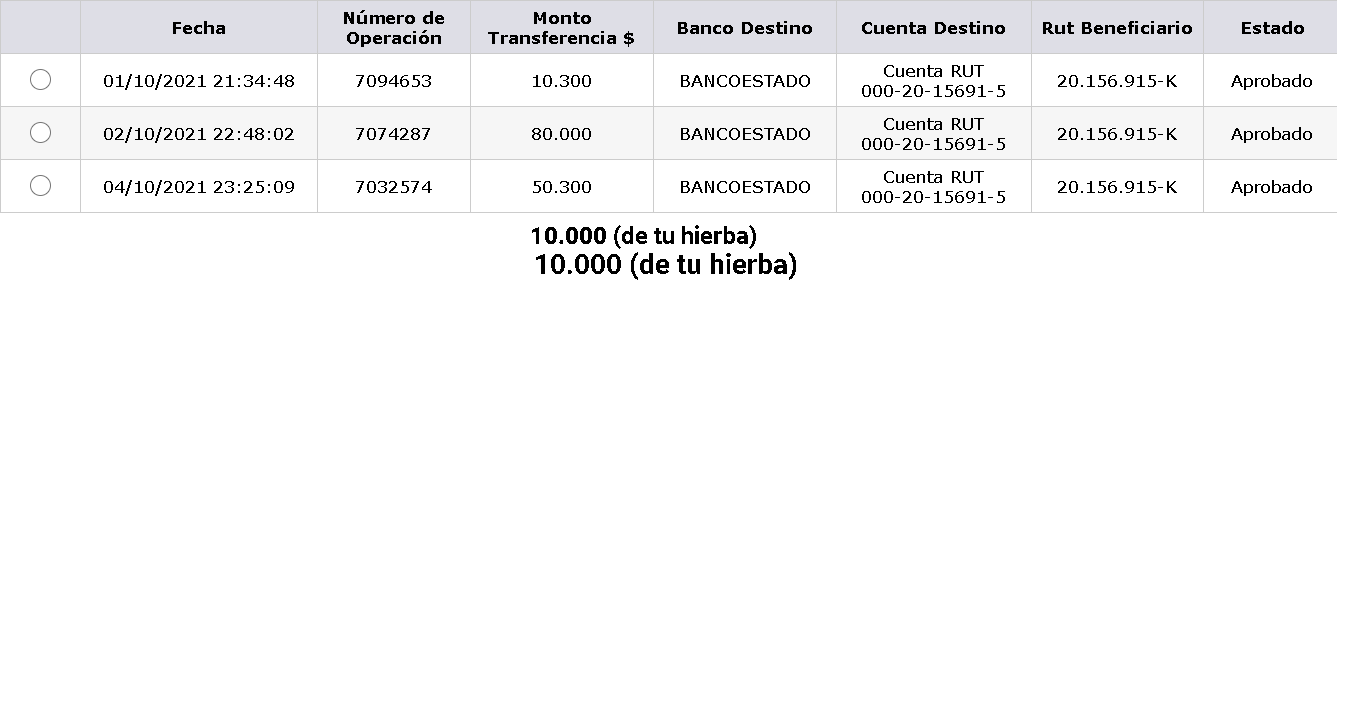 Fecha Número de Operación Monto Transferencia $ Banco Destino Cuenta Destino Rut Beneficiario Estado
01/10/2021 21:34:48 7094653 10.300 BANCOESTADO Cuenta RUT 000-20-15691-5 20.156.915-K Aprobado
02/10/2021 22:48:02 7074287 80.000 BANCOESTADO Cuenta RUT 000-20-15691-5 20.156.915-K Aprobado
04/10/2021 23:25:09 7032574 50.300 BANCOESTADO Cuenta RUT 000-20-15691-5 20.156.915-K Aprobado
10.000 (de tu hierba)
10.000 (de tu hierba)